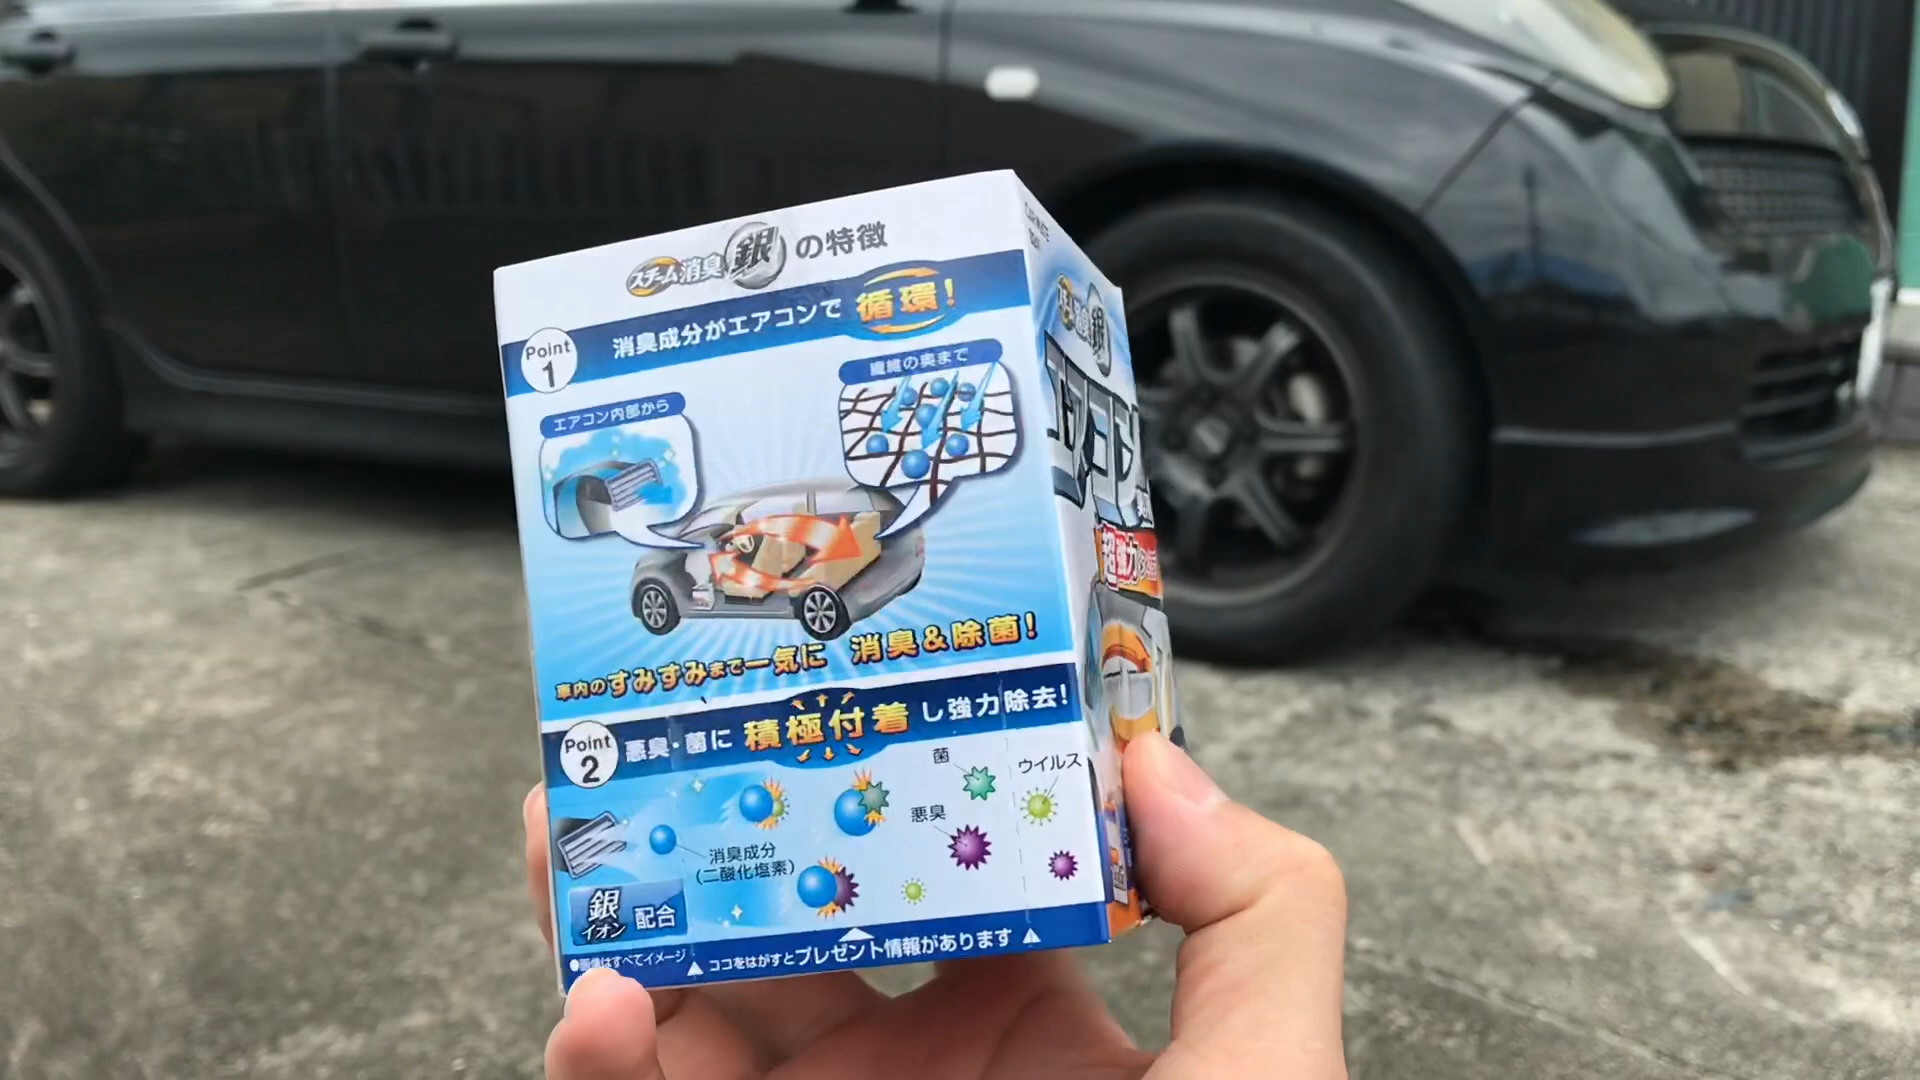 スチーム消臭 銀 の特徴
Point 1
消臭成分がエアコンで 循環!
エアコン内部から
繊維の奥まで
車内のすみずみまで一気に 消臭&除菌!
Point 2
悪臭・菌に 積極付着 し強力除去!
菌
ウイルス
悪臭
消臭成分
(二酸化塩素)
銀イオン 配合
●画像はすべてイメージ
▲ ココをはがすとプレゼント情報があります ▲
銀
エアコン
超強力